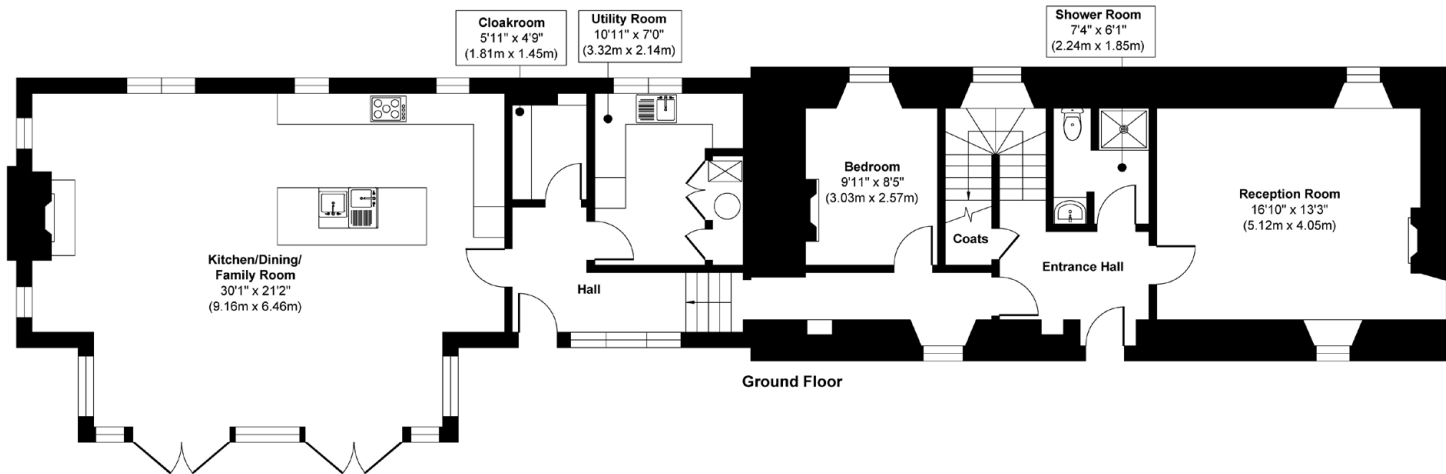 Cloakroom
5'11" x 4'9"
(1.81m x 1.45m)
Utility Room
10'11" x 7'0"
(3.32m x 2.14m)
Shower Room
7'4" x 6'1"
(2.24m x 1.85m)
Bedroom
9'11" x 8'5"
(3.03m x 2.57m)
Reception Room
16'10" x 13'3"
(5.12m x 4.05m)
Coats
Kitchen/Dining/
Family Room
30'1" x 21'2"
(9.16m x 6.46m)
Hall
Entrance Hall
Ground Floor